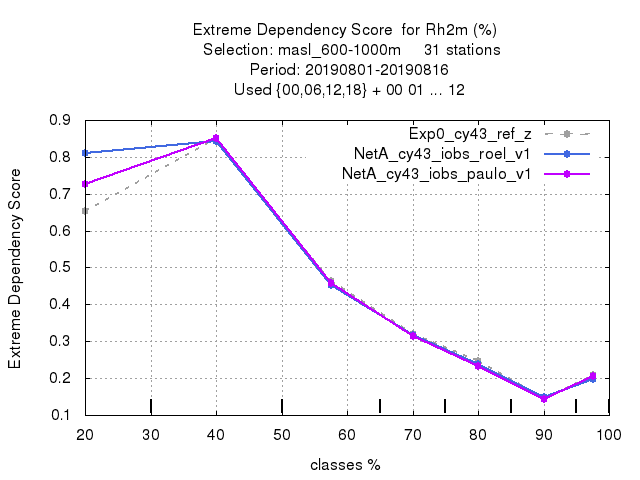 Extreme Dependency Score  for Rh2m (%)
Selection: masl_600-1000m     31 stations
Period: 20190801-20190816
Used {00,06,12,18} + 00 01 ... 12
Exp0_cy43_ref_z
NetA_cy43_iobs_roel_v1
NetA_cy43_iobs_paulo_v1
Extreme Dependency Score
0.9
0.8
0.7
0.6
0.5
0.4
0.3
0.2
0.1
20 30 40 50 60 70 80 90 100
classes %